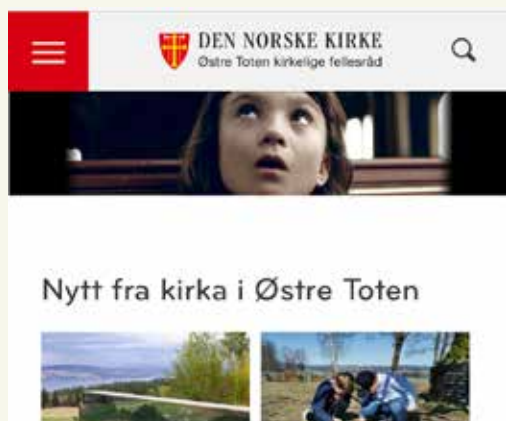 DEN NORSKE KIRKE
Østre Toten kirkelige fellesråd
Nytt fra kirka i Østre Toten